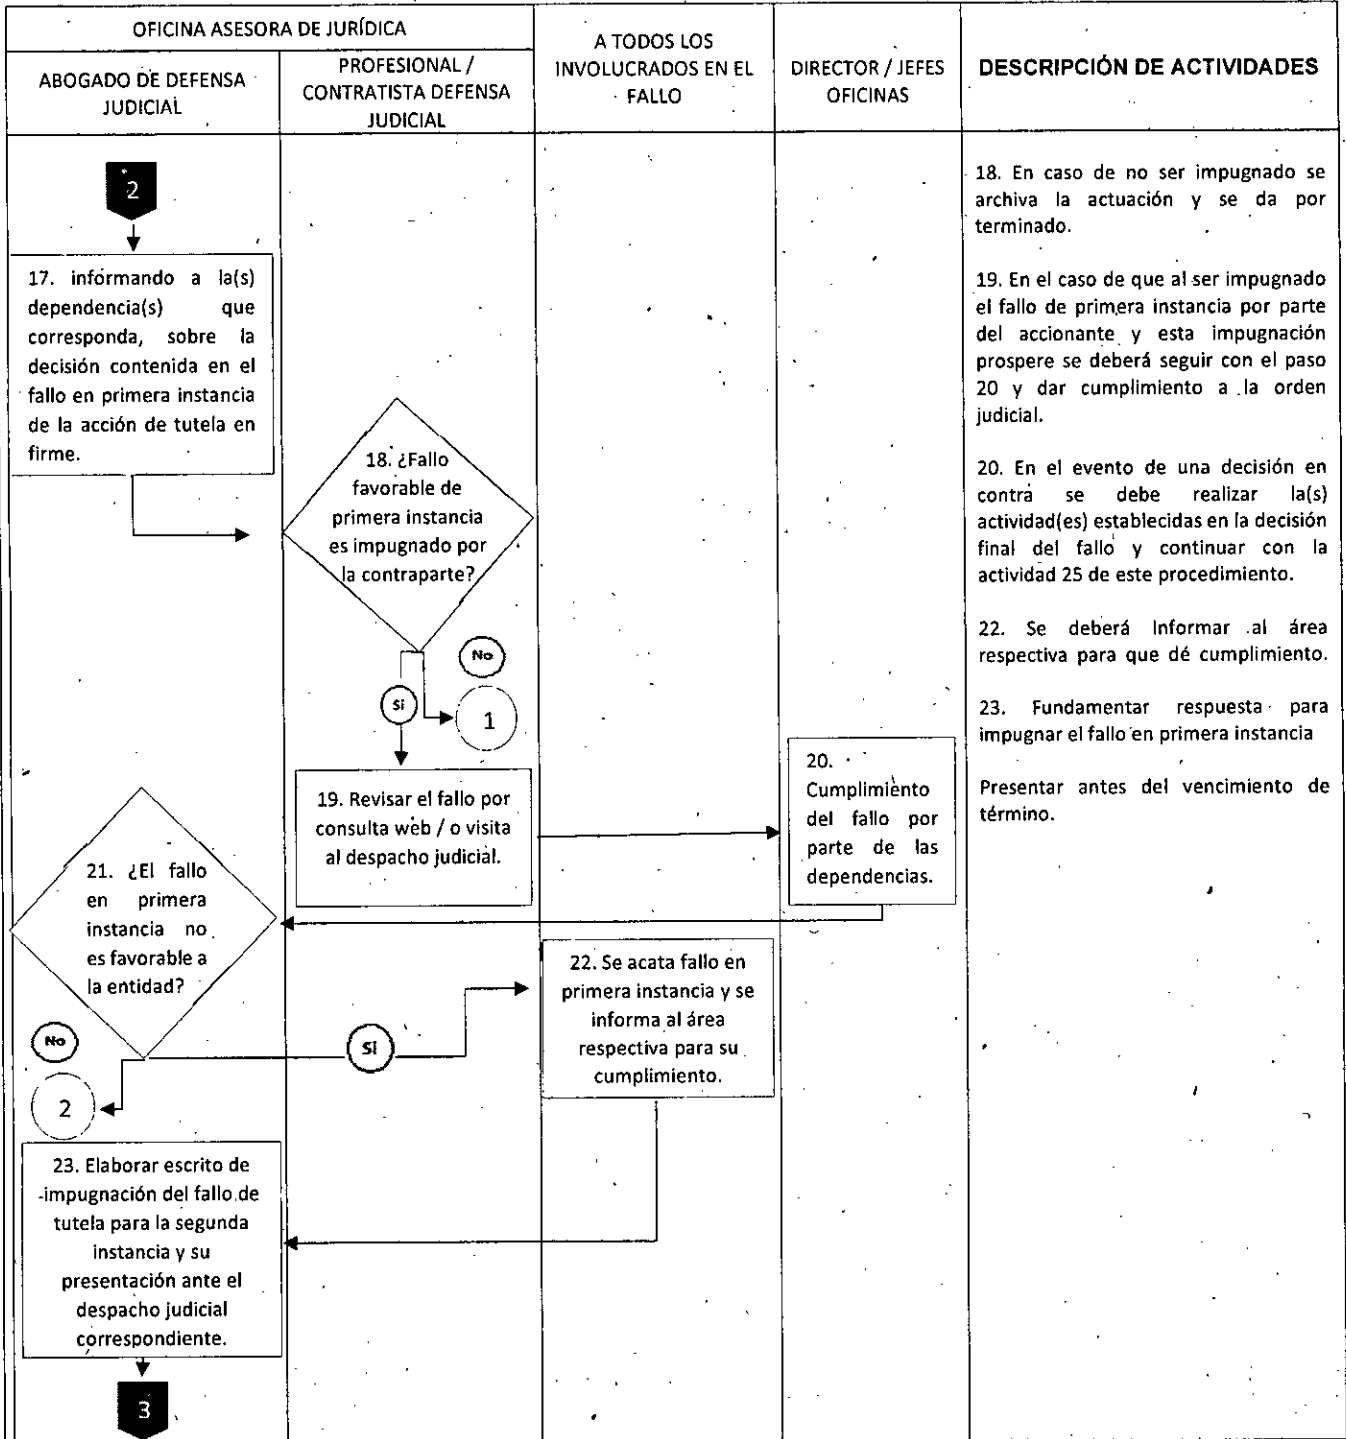 OFICINA ASESORA DE JURÍDICA
ABOGADO DE DEFENSA
JUDICIAL
PROFESIONAL /
CONTRATISTA DEFENSA
JUDICIAL
A TODOS LOS
INVOLUCRADOS EN EL
FALLO
DIRECTOR / JEFES
OFICINAS
DESCRIPCIÓN DE ACTIVIDADES
2
17. informando a la(s)
dependencia(s) que
corresponda, sobre la
decisión contenida en el
fallo en primera instancia
de la acción de tutela en
firme.
18. ¿Fallo
favorable de
primera instancia
es impugnado por
la contraparte?
No
Si
1
19. Revisar el fallo por
consulta web / o visita
al despacho judicial.
20.
Cumplimiento
del fallo por
parte de las
dependencias.
21. ¿El fallo
en primera
instancia no
es favorable a
la entidad?
No
Si
2
22. Se acata fallo en
primera instancia y se
informa al área
respectiva para su
cumplimiento.
23. Elaborar escrito de
impugnación del fallo de
tutela para la segunda
instancia y su
presentación ante el
despacho judicial
correspondiente.
3
18. En caso de no ser impugnado se
archiva la actuación y se da por
terminado.
19. En el caso de que al ser impugnado
el fallo de primera instancia por parte
del accionante y esta impugnación
prospere se deberá seguir con el paso
20 y dar cumplimiento a la orden
judicial.
20. En el evento de una decisión en
contra se debe realizar la(s)
actividad(es) establecidas en la decisión
final del fallo y continuar con la
actividad 25 de este procedimiento.
22. Se deberá Informar al área
respectiva para que dé cumplimiento.
23. Fundamentar respuesta para
impugnar el fallo en primera instancia
Presentar antes del vencimiento de
término.